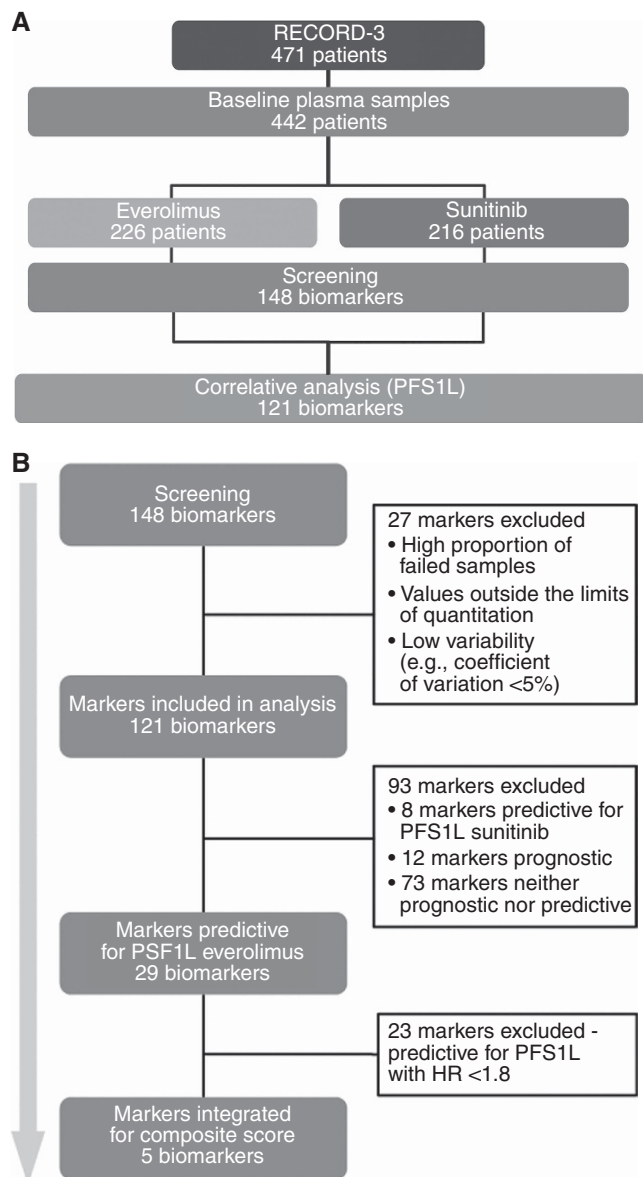 A
RECORD-3
471 patients
Baseline plasma samples
442 patients
Everolimus
226 patients
Sunitinib
216 patients
Screening
148 biomarkers
Correlative analysis (PFS1L)
121 biomarkers
B
Screening
148 biomarkers
27 markers excluded
• High proportion of
failed samples
• Values outside the limits
of quantitation
• Low variability
(e.g., coefficient
of variation <5%)
Markers included in analysis
121 biomarkers
93 markers excluded
• 8 markers predictive for
PFS1L sunitinib
• 12 markers prognostic
• 73 markers neither
prognostic nor predictive
Markers predictive
for PSF1L everolimus
29 biomarkers
23 markers excluded -
predictive for PFS1L
with HR <1.8
Markers integrated
for composite score
5 biomarkers